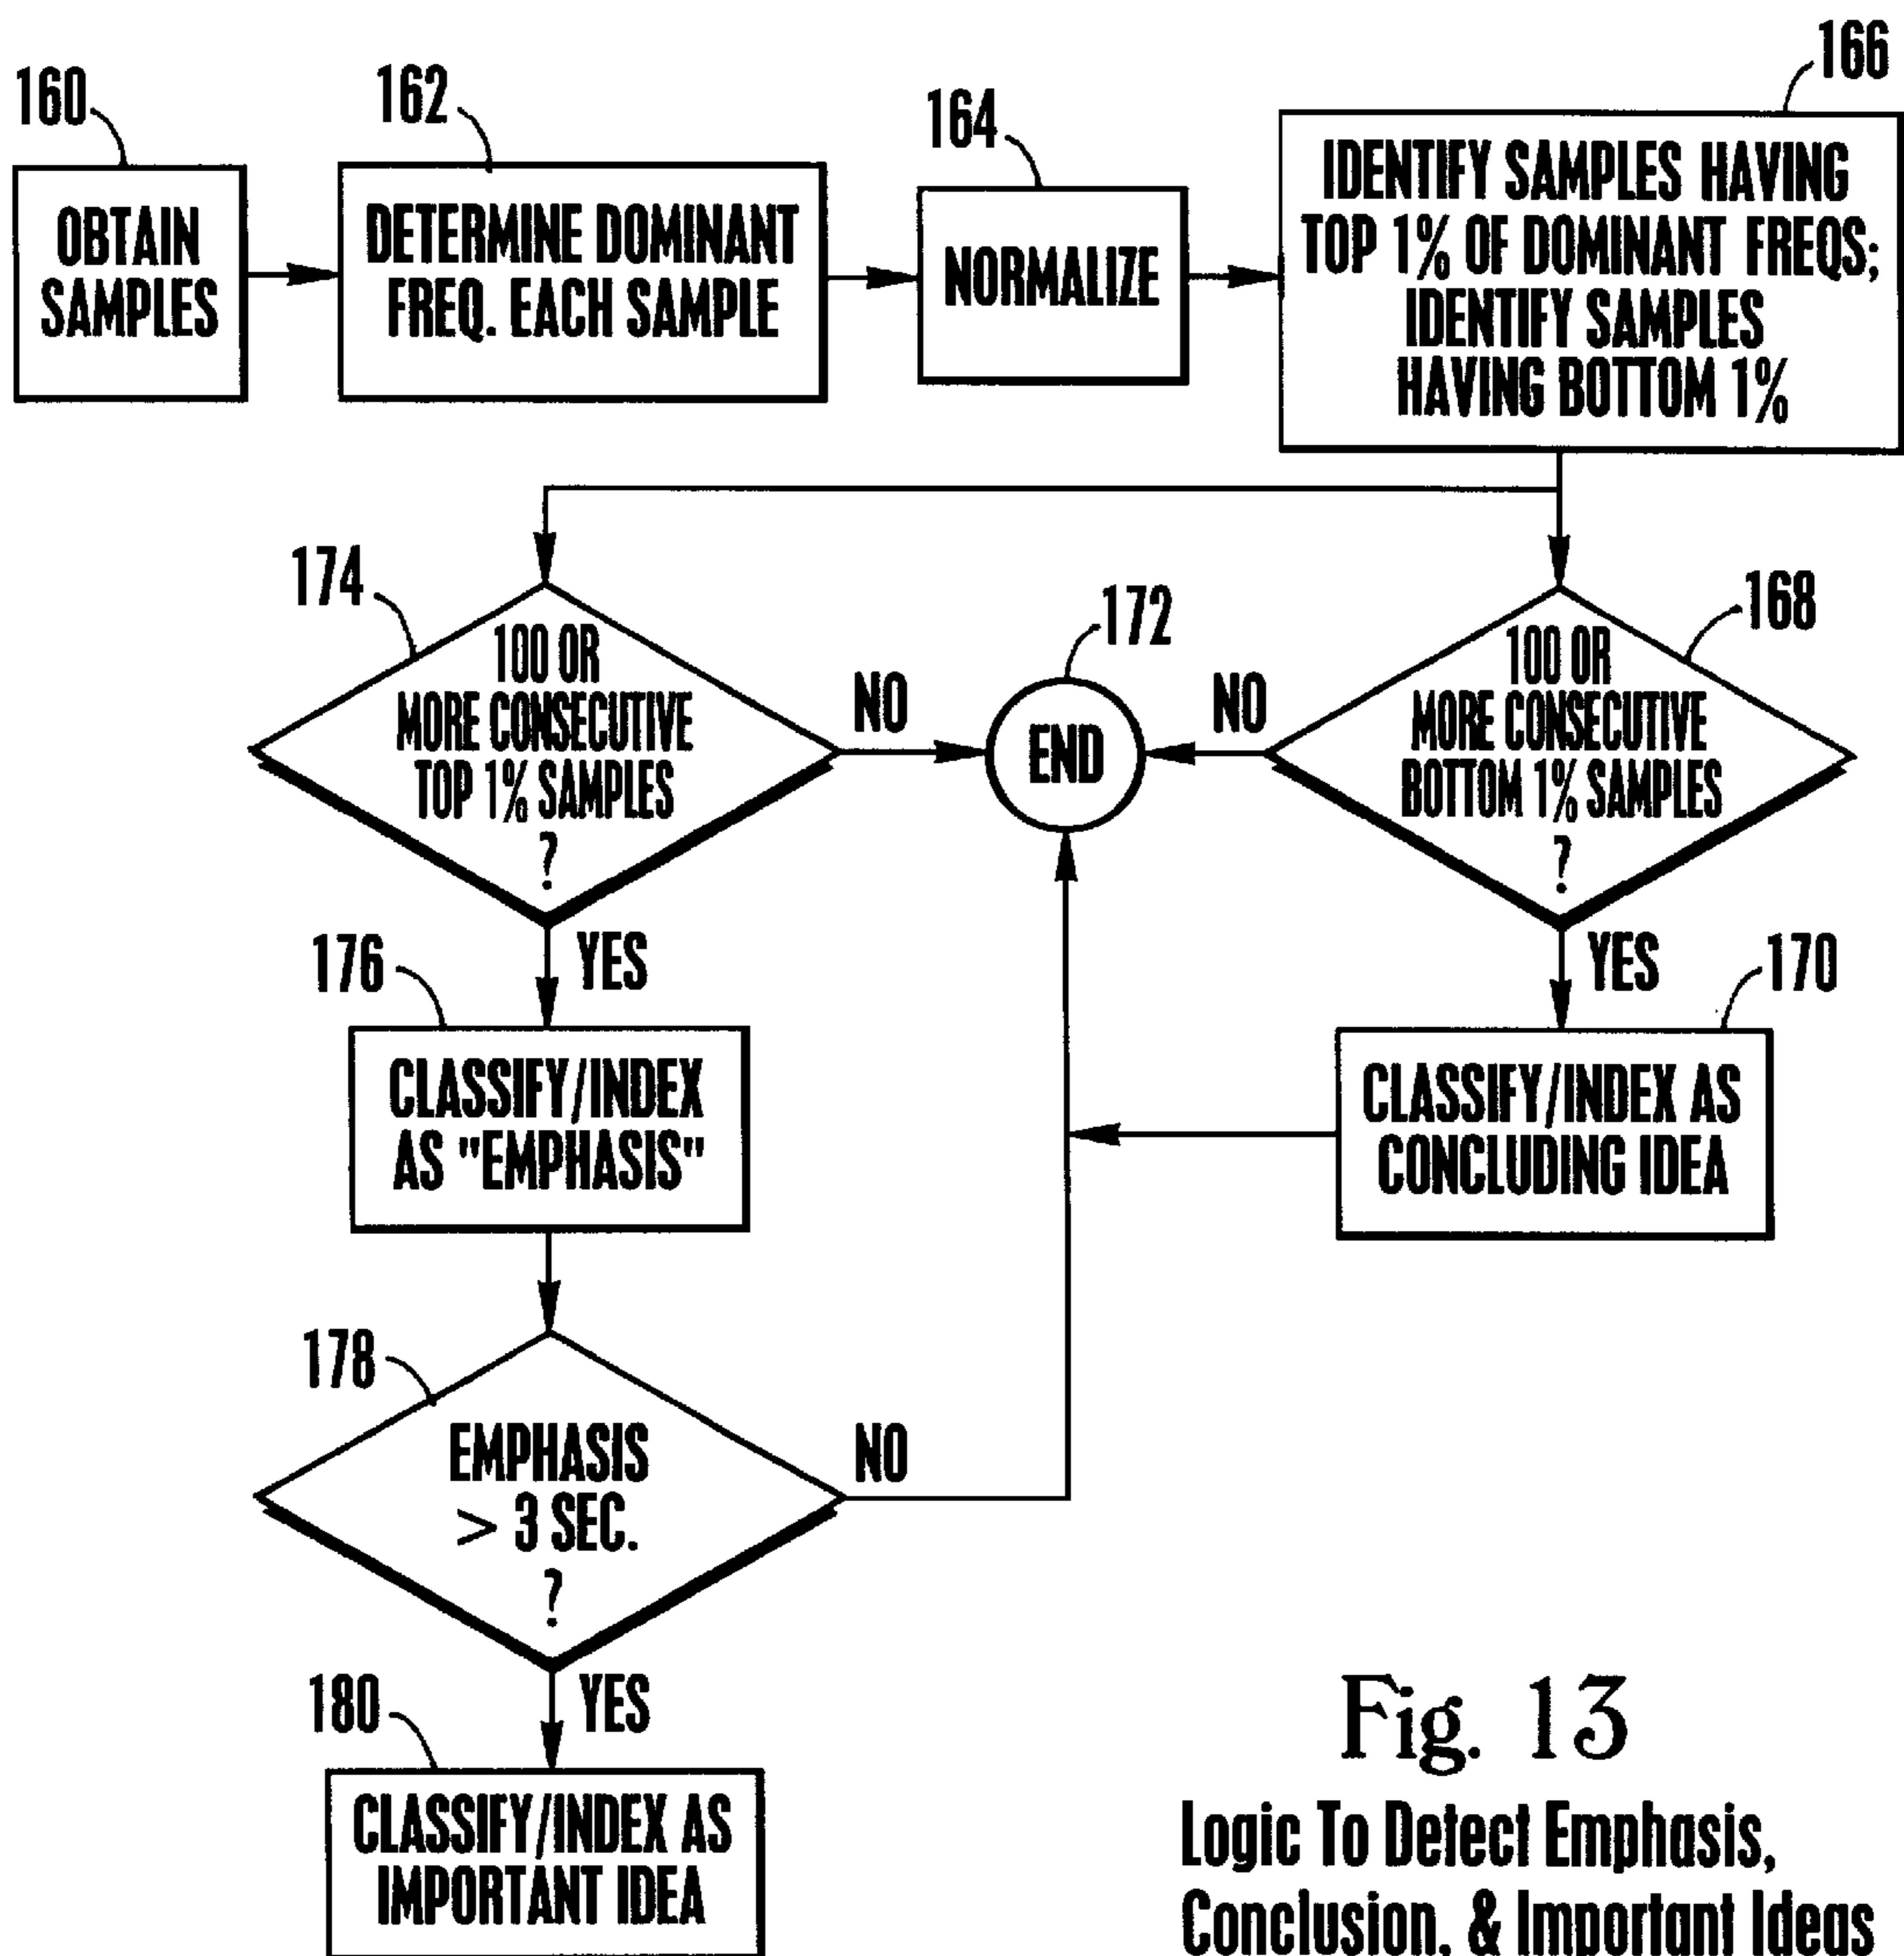 160
OBTAIN
SAMPLES
162
DETERMINE DOMINANT
FREQ. EACH SAMPLE
164
NORMALIZE
166
IDENTIFY SAMPLES HAVING
TOP 1% OF DOMINANT FREQS;
IDENTIFY SAMPLES
HAVING BOTTOM 1%
174
100 OR
MORE CONSECUTIVE
TOP 1% SAMPLES
?
NO
172
END
NO
168
100 OR
MORE CONSECUTIVE
BOTTOM 1% SAMPLES
?
YES
176
CLASSIFY/INDEX
AS "EMPHASIS"
YES
170
CLASSIFY/INDEX AS
CONCLUDING IDEA
178
EMPHASIS
> 3 SEC.
?
NO
YES
180
CLASSIFY/INDEX AS
IMPORTANT IDEA
Fig. 13
Logic To Detect Emphasis,
Conclusion, & Important Ideas